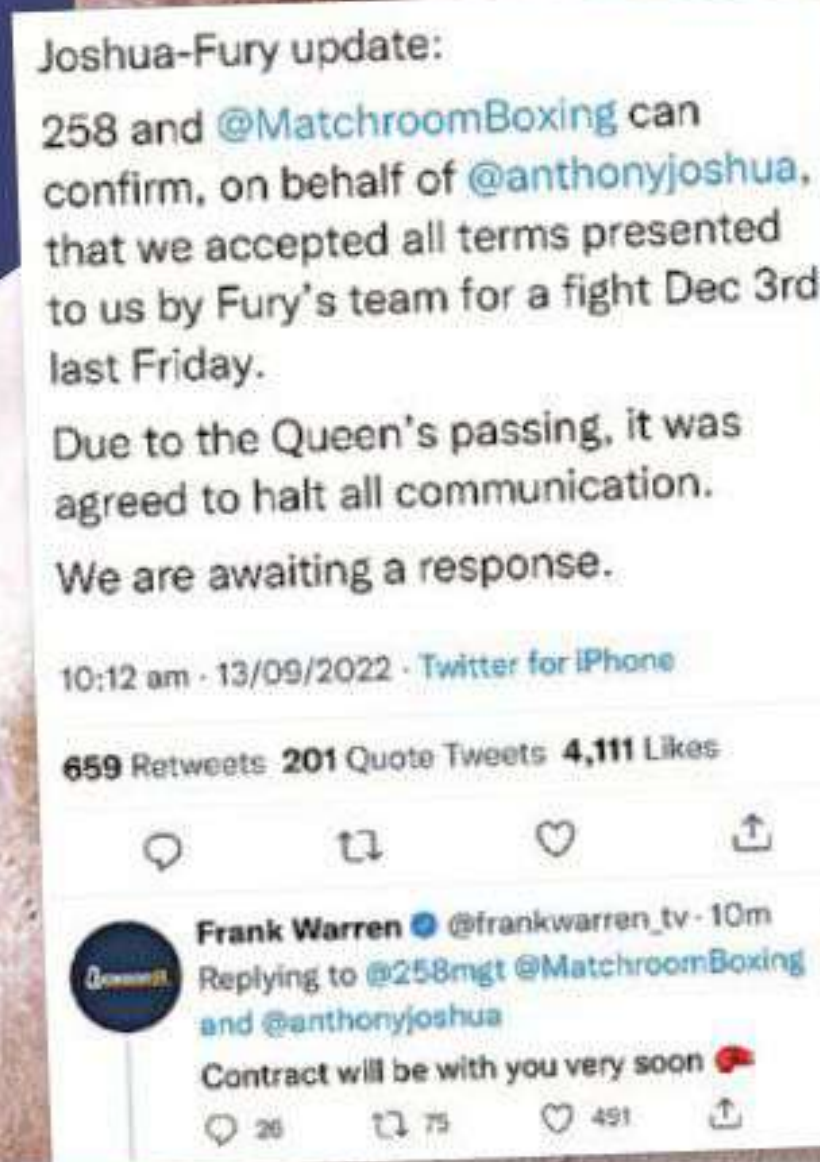 Joshua-Fury update:
258 and @MatchroomBoxing can
confirm, on behalf of @anthonyjoshua,
that we accepted all terms presented
to us by Fury's team for a fight Dec 3rd
last Friday.
Due to the Queen's passing, it was
agreed to halt all communication.
We are awaiting a response.
10:12 am · 13/09/2022 · Twitter for iPhone
659 Retweets 201 Quote Tweets 4,111 Likes
Frank Warren @frankwarren_tv · 10m
Replying to @258mgt @MatchroomBoxing
and @anthonyjoshua
Contract will be with you very soon 🥊
26 75 491